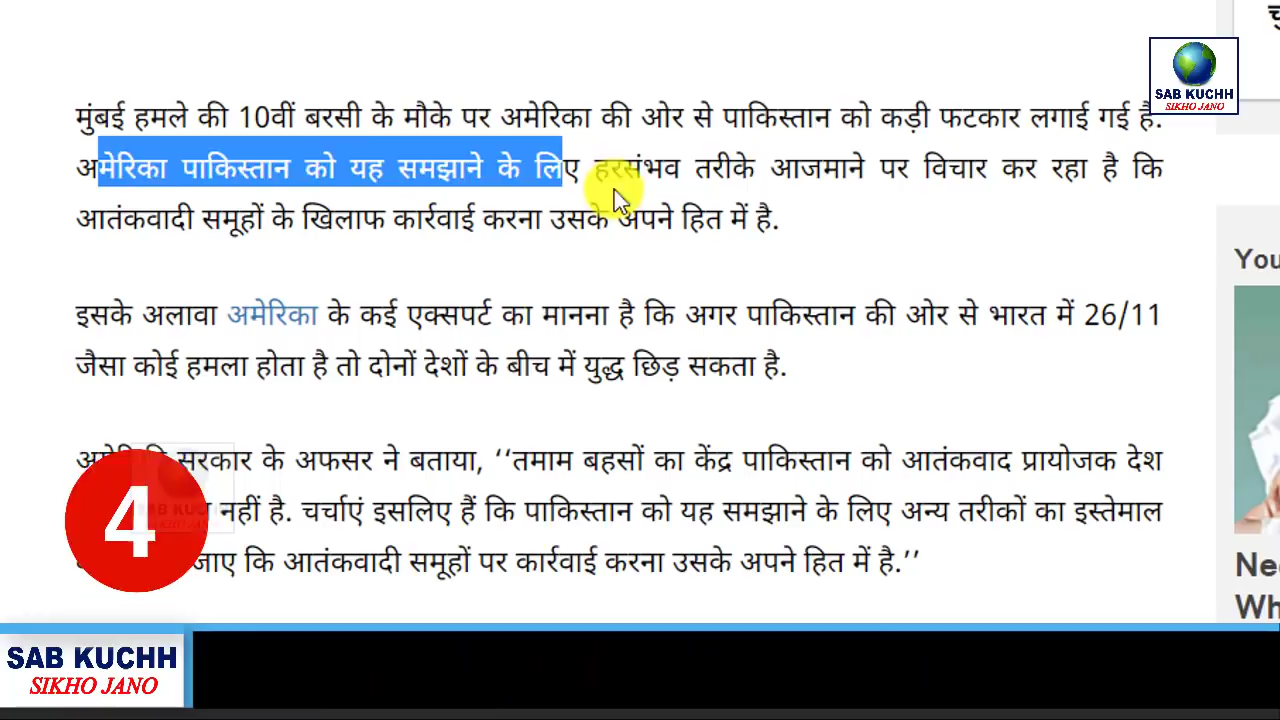 चु
SAB KUCHH
SIKHO JANO
मुंबई हमले की 10वीं बरसी के मौके पर अमेरिका की ओर से पाकिस्तान को कड़ी फटकार लगाई गई है.
अमेरिका पाकिस्तान को यह समझाने के लिए हरसंभव तरीके आजमाने पर विचार कर रहा है कि
आतंकवादी समूहों के खिलाफ कार्रवाई करना उसके अपने हित में है.
You
इसके अलावा अमेरिका के कई एक्सपर्ट का मानना है कि अगर पाकिस्तान की ओर से भारत में 26/11
जैसा कोई हमला होता है तो दोनों देशों के बीच में युद्ध छिड़ सकता है.
सरकार के अफसर ने बताया, ‘‘तमाम बहसों का केंद्र पाकिस्तान को आतंकवाद प्रायोजक देश
नहीं है. चर्चाएं इसलिए हैं कि पाकिस्तान को यह समझाने के लिए अन्य तरीकों का इस्तेमाल
जाए कि आतंकवादी समूहों पर कार्रवाई करना उसके अपने हित में है.’’
4
Ne
Wh
SAB KUCHH
SIKHO JANO